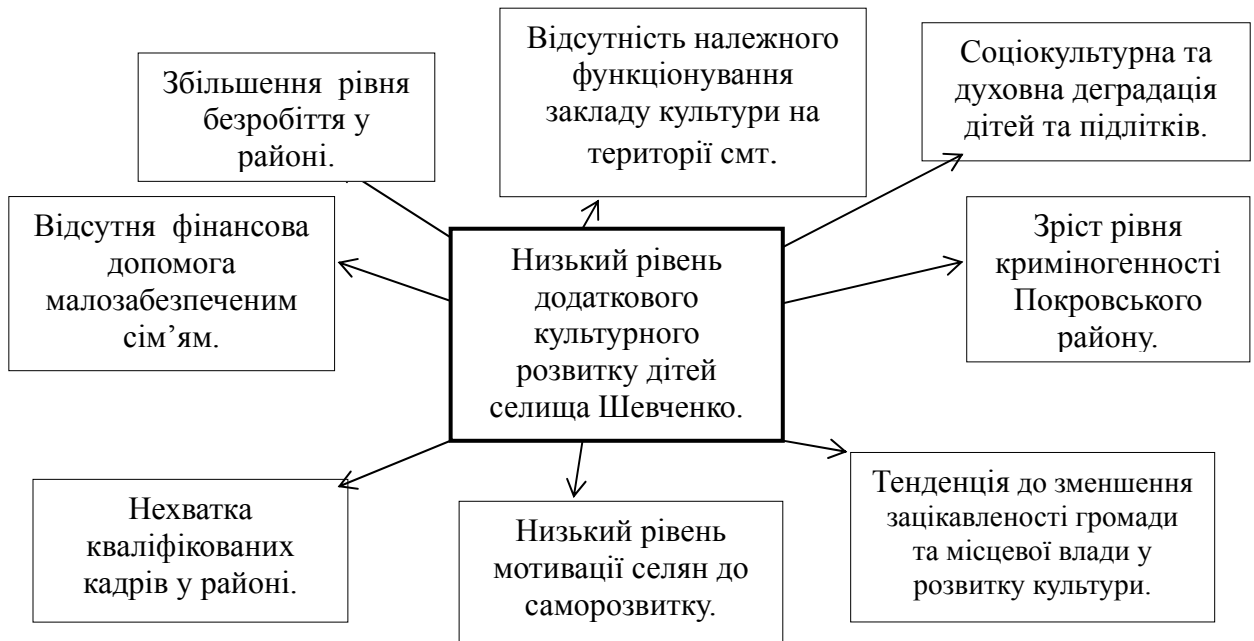 Відсутність належного
функціонування
закладу культури на
території смт.
Соціокультурна та
духовна деградація
дітей та підлітків.
Збільшення рівня
безробіття у
районі.
Відсутня фінансова
допомога
малозабезпеченим
сім’ям.
Низький рівень
додаткового
культурного
розвитку дітей
селища Шевченко.
Зріст рівня
криміногенності
Покровського
району.
Нехватка
кваліфікованих
кадрів у районі.
Низький рівень
мотивації селян до
саморозвитку.
Тенденція до зменшення
зацікавленості громади
та місцевої влади у
розвитку культури.